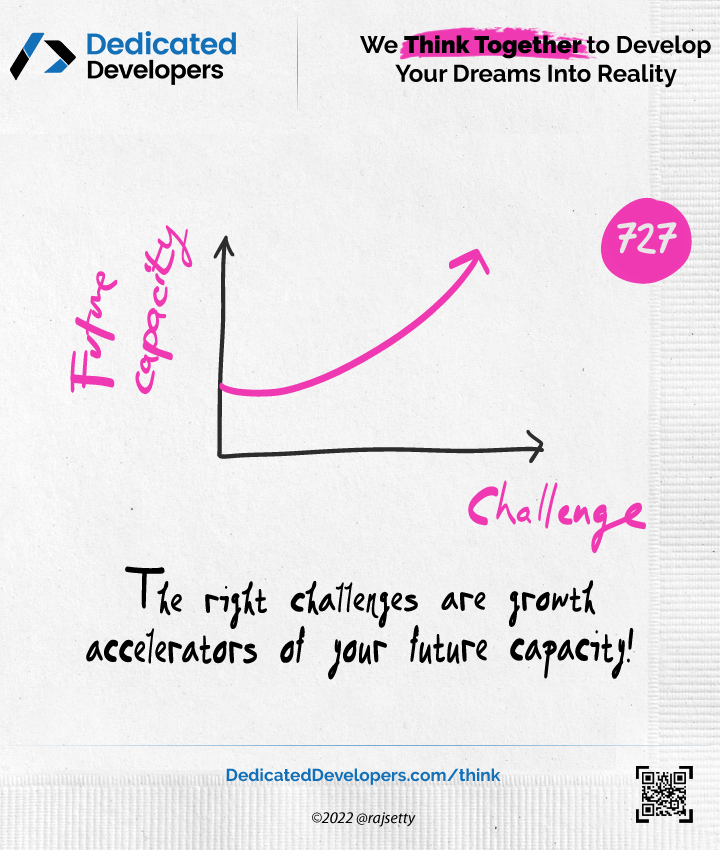 Dedicated
Developers
We Think Together to Develop
Your Dreams Into Reality
727
Future
capacity
Challenge
The right challenges are growth
accelerators of your future capacity!
DedicatedDevelopers.com/think
©2022 @rajsetty